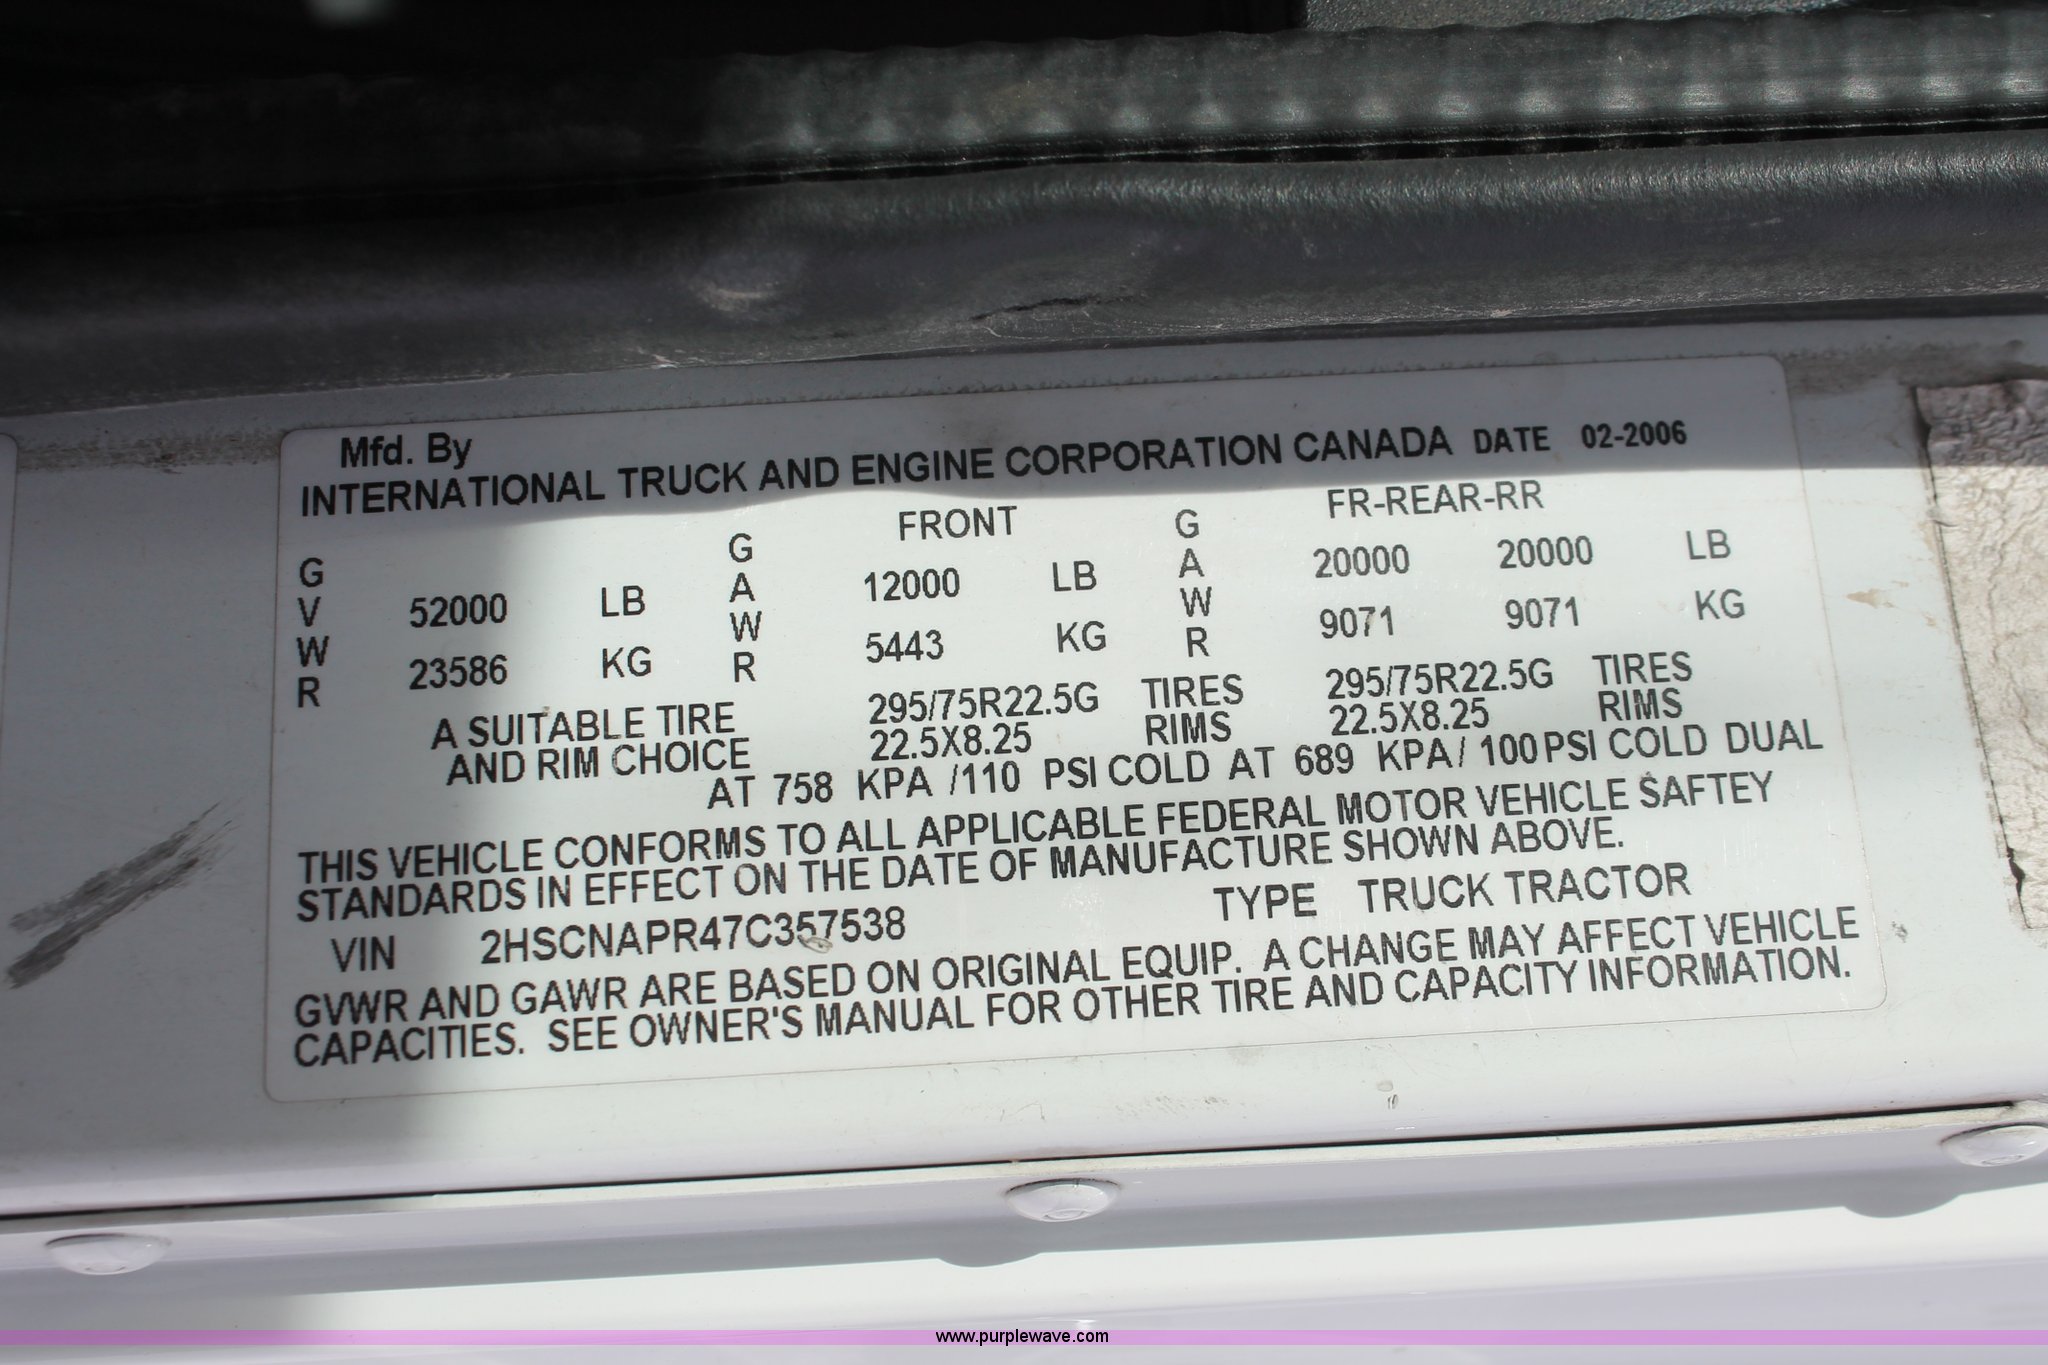 Mfd. By
INTERNATIONAL TRUCK AND ENGINE CORPORATION CANADA DATE 02-2006
FRONT FR-REAR-RR
GVWR 52000 LB GAWR 12000 LB GAWR 20000 20000 LB
23586 KG 5443 KG 9071 9071 KG
A SUITABLE TIRE 295/75R22.5G TIRES 295/75R22.5G TIRES
AND RIM CHOICE 22.5X8.25 RIMS 22.5X8.25 RIMS
AT 758 KPA /110 PSI COLD AT 689 KPA/ 100 PSI COLD DUAL
THIS VEHICLE CONFORMS TO ALL APPLICABLE FEDERAL MOTOR VEHICLE SAFTEY
STANDARDS IN EFFECT ON THE DATE OF MANUFACTURE SHOWN ABOVE.
VIN 2HSCNAPR47C357538 TYPE TRUCK TRACTOR
GVWR AND GAWR ARE BASED ON ORIGINAL EQUIP. A CHANGE MAY AFFECT VEHICLE
CAPACITIES. SEE OWNER'S MANUAL FOR OTHER TIRE AND CAPACITY INFORMATION.
www.purplewave.com